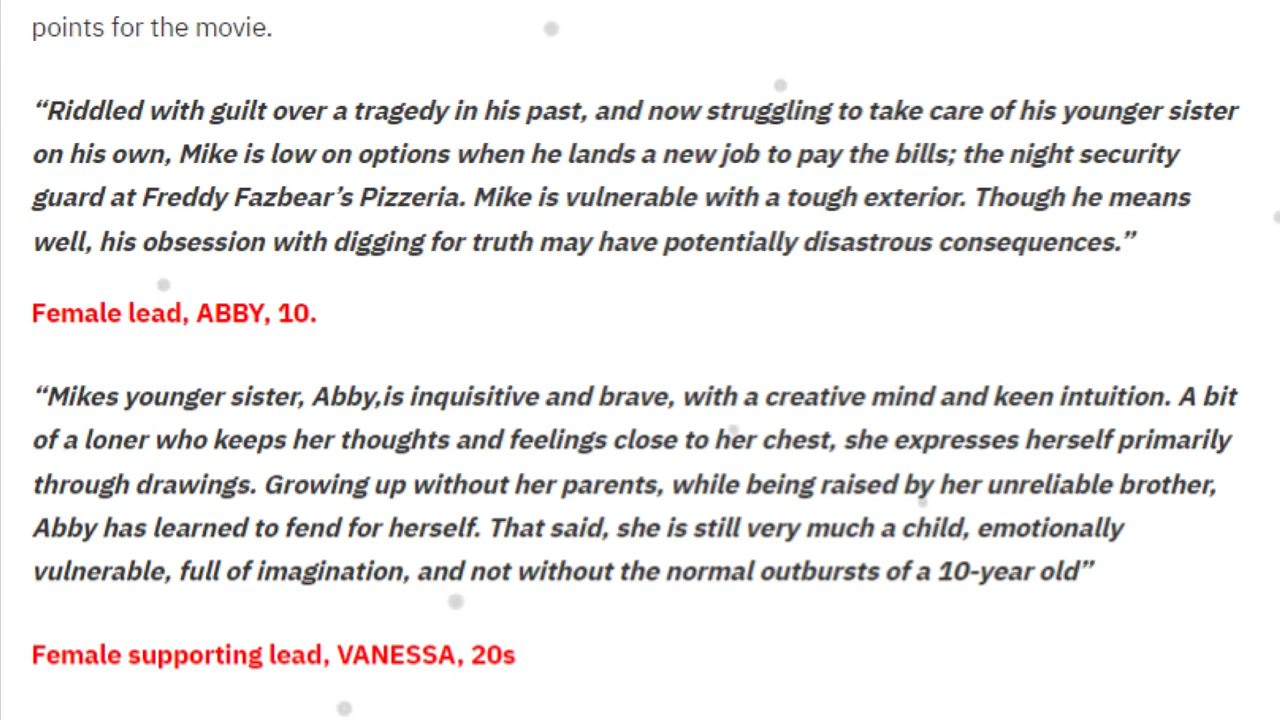 points for the movie.
“Riddled with guilt over a tragedy in his past, and now struggling to take care of his younger sister
on his own, Mike is low on options when he lands a new job to pay the bills; the night security
guard at Freddy Fazbear’s Pizzeria. Mike is vulnerable with a tough exterior. Though he means
well, his obsession with digging for truth may have potentially disastrous consequences.”
Female lead, ABBY, 10.
“Mikes younger sister, Abby,is inquisitive and brave, with a creative mind and keen intuition. A bit
of a loner who keeps her thoughts and feelings close to her chest, she expresses herself primarily
through drawings. Growing up without her parents, while being raised by her unreliable brother,
Abby has learned to fend for herself. That said, she is still very much a child, emotionally
vulnerable, full of imagination, and not without the normal outbursts of a 10-year old”
Female supporting lead, VANESSA, 20s